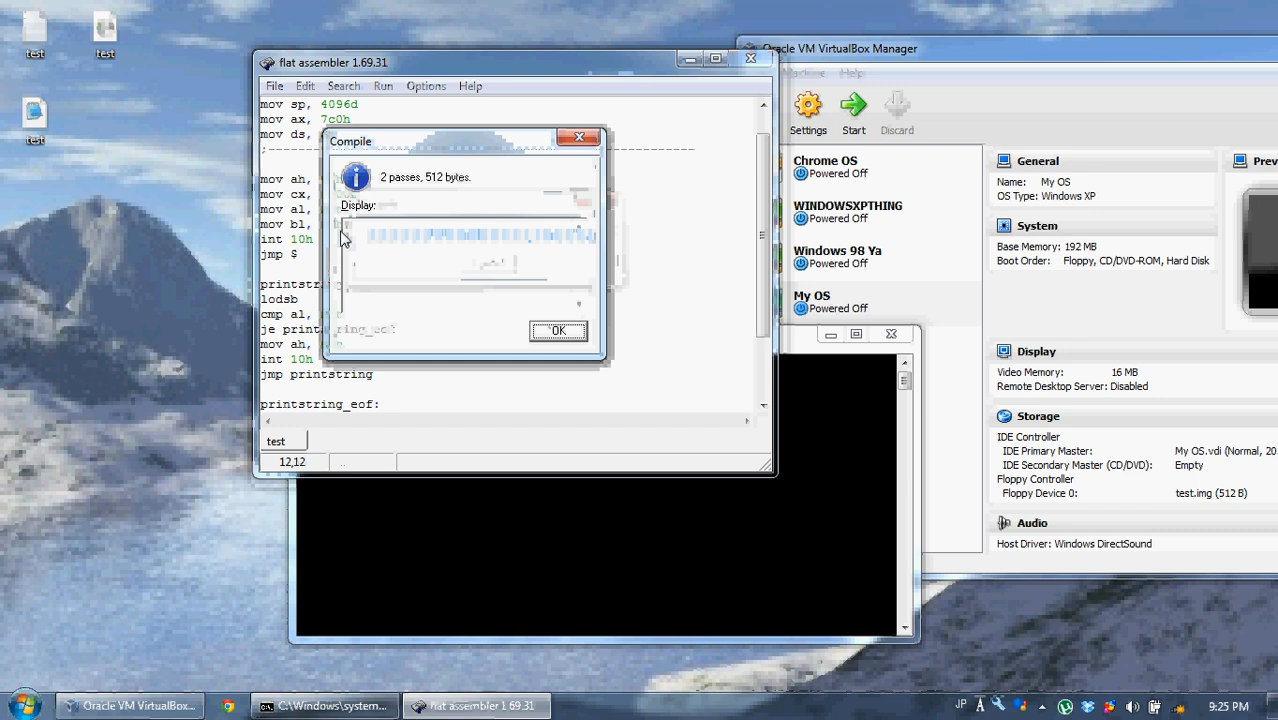 test
test
test
flat assembler 1.69.31
File Edit Search Run Options Help
mov sp, 4096d
mov ax, 7c0h
mov ds,
;
mov ah,
mov cx,
mov al,
mov bl,
int 10h
jmp $
lodsb
cmp al,
je printstring_eof
mov ah,
int 10h
jmp printstring
printstring_eof:
test
12,12
Compile
2 passes, 512 bytes.
Display:
OK
Oracle VM VirtualBox Manager
Machine Help
Settings Start Discard
Chrome OS
Powered Off
WINDOWSXPTHING
Powered Off
Windows 98 Ya
Powered Off
My OS
Powered Off
General
Name: My OS
OS Type: Windows XP
System
Base Memory: 192 MB
Boot Order: Floppy, CD/DVD-ROM, Hard Disk
Display
Video Memory: 16 MB
Remote Desktop Server: Disabled
Storage
IDE Controller
IDE Primary Master: My OS.vdi (Normal, 20
IDE Secondary Master (CD/DVD): Empty
Floppy Controller
Floppy Device 0: test.img (512 B)
Audio
Host Driver: Windows DirectSound
Prev
Oracle VM VirtualBox...
C:\Windows\system...
flat assembler 1.69.31
JP
9:25 PM